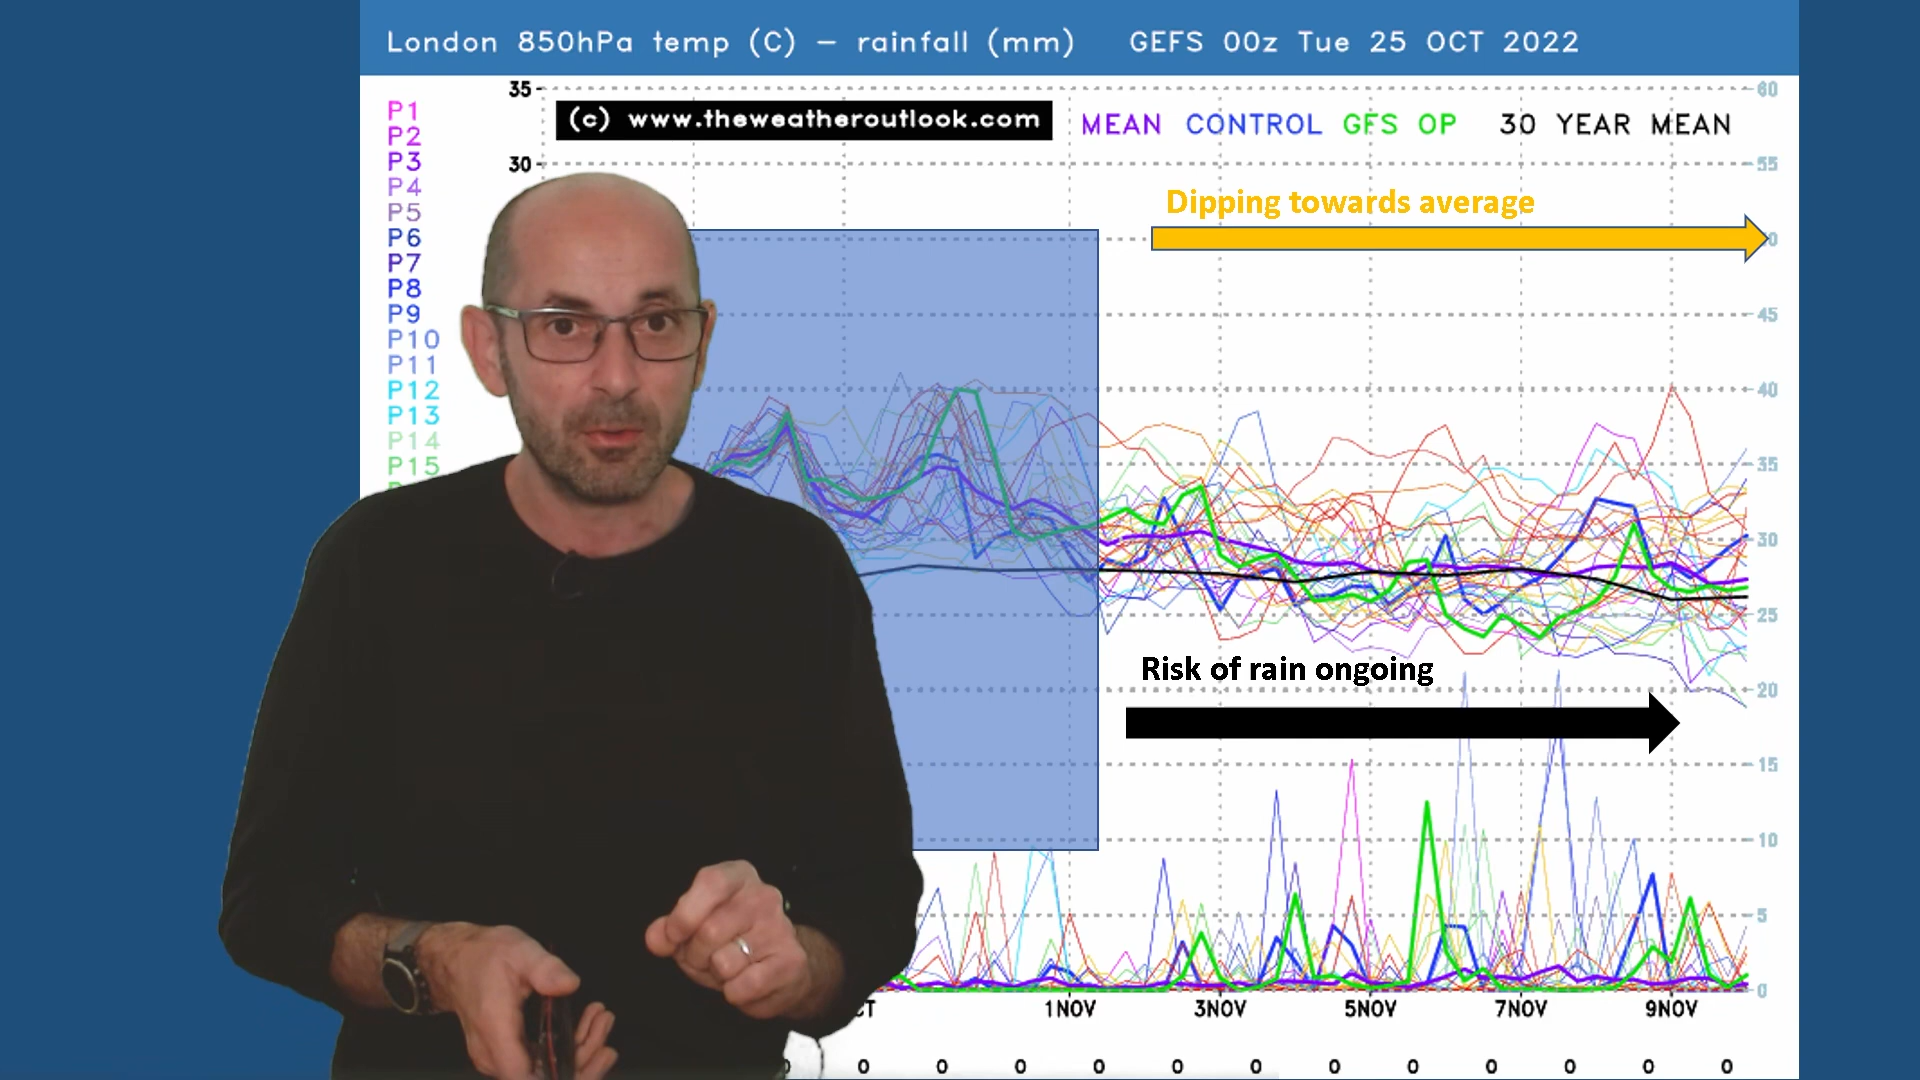 London 850hPa temp (C) – rainfall (mm) GEFS 00z Tue 25 OCT 2022
35 60
(c) www.theweatheroutlook.com MEAN CONTROL GFS OP 30 YEAR MEAN
P1
P2
P3
30 55
P4
Dipping towards average
P5
P6
P7
P8
P9 45
P10
P11
P12 40
P13
P14
P15 35
30
25
Risk of rain ongoing
20
15
10
5
0
1NOV 3NOV 5NOV 7NOV 9NOV
0 0 0 0 0 0 0 0 0 0 0 0